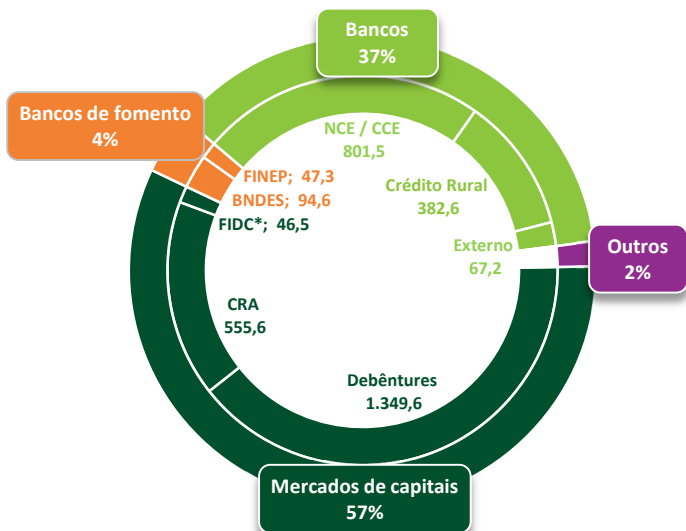 Bancos
37%
Bancos de fomento
4%
NCE / CCE
801,5
FINEP;  47,3
BNDES;  94,6
FIDC*;  46,5
Crédito Rural
382,6
Externo
67,2
Outros
2%
CRA
555,6
Debêntures
1.349,6
Mercados de capitais
57%